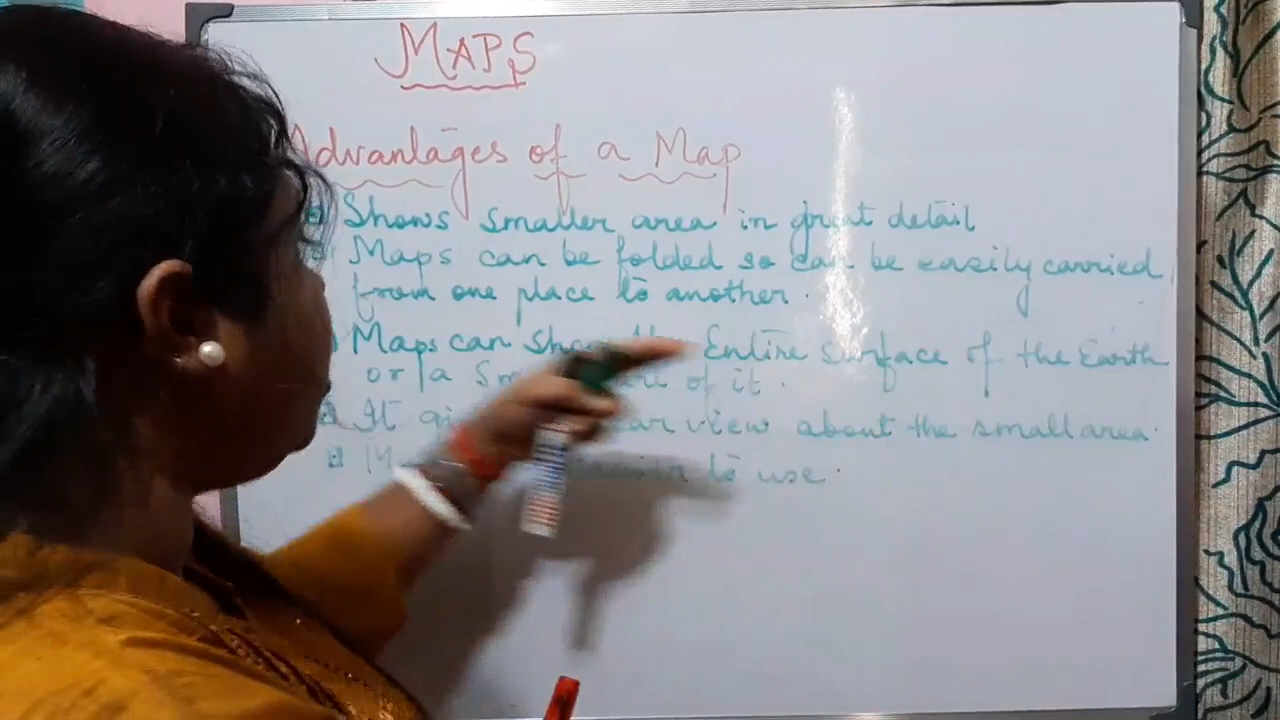 MAPS
Advantages of a Map
Shows smaller area in great detail
Maps can be folded so can be easily carried
from one place to another.
Maps can Entire surface of the Earth
or a of it.
It view about the small area.
to use.